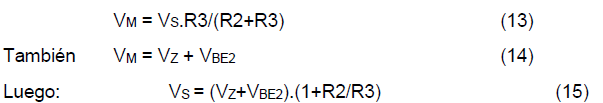 VM = VS.R3/(R2+R3) (13)
También VM = VZ + VBE2 (14)
Luego: VS = (VZ+VBE2).(1+R2/R3) (15)